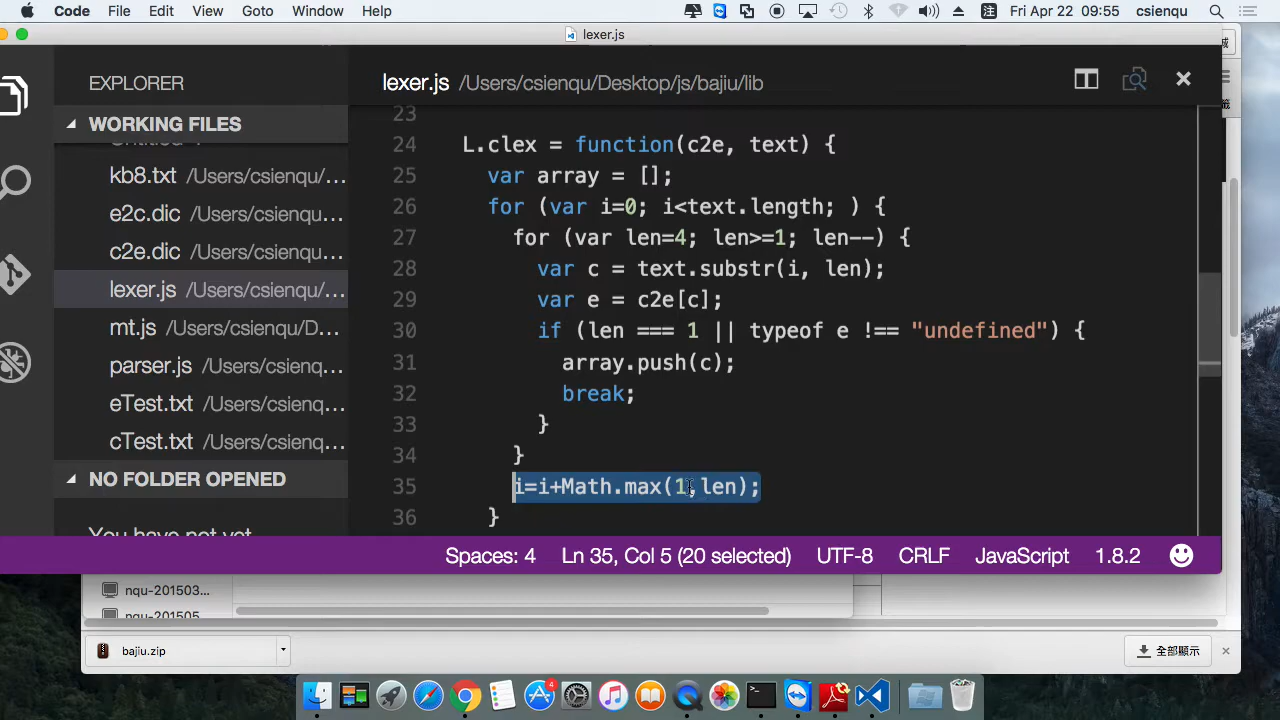 Code File Edit View Goto Window Help Fri Apr 22 09:55 csienqu
lexer.js
EXPLORER
WORKING FILES
kb8.txt /Users/csienqu/...
e2c.dic /Users/csienqu...
c2e.dic /Users/csienqu...
lexer.js /Users/csienqu/...
mt.js /Users/csienqu/D...
parser.js /Users/csienq...
eTest.txt /Users/csienq...
cTest.txt /Users/csienq...
NO FOLDER OPENED
You have not yet
lexer.js /Users/csienqu/Desktop/js/bajiu/lib
23
24 L.clex = function(c2e, text) {
25 var array = [];
26 for (var i=0; i<text.length; ) {
27 for (var len=4; len>=1; len--) {
28 var c = text.substr(i, len);
29 var e = c2e[c];
30 if (len === 1 || typeof e !== "undefined") {
31 array.push(c);
32 break;
33 }
34 }
35 i=i+Math.max(1,len);
36 }
Spaces: 4 Ln 35, Col 5 (20 selected) UTF-8 CRLF JavaScript 1.8.2
nqu-201503...
nqu-201505
bajiu.zip
全部顯示
4